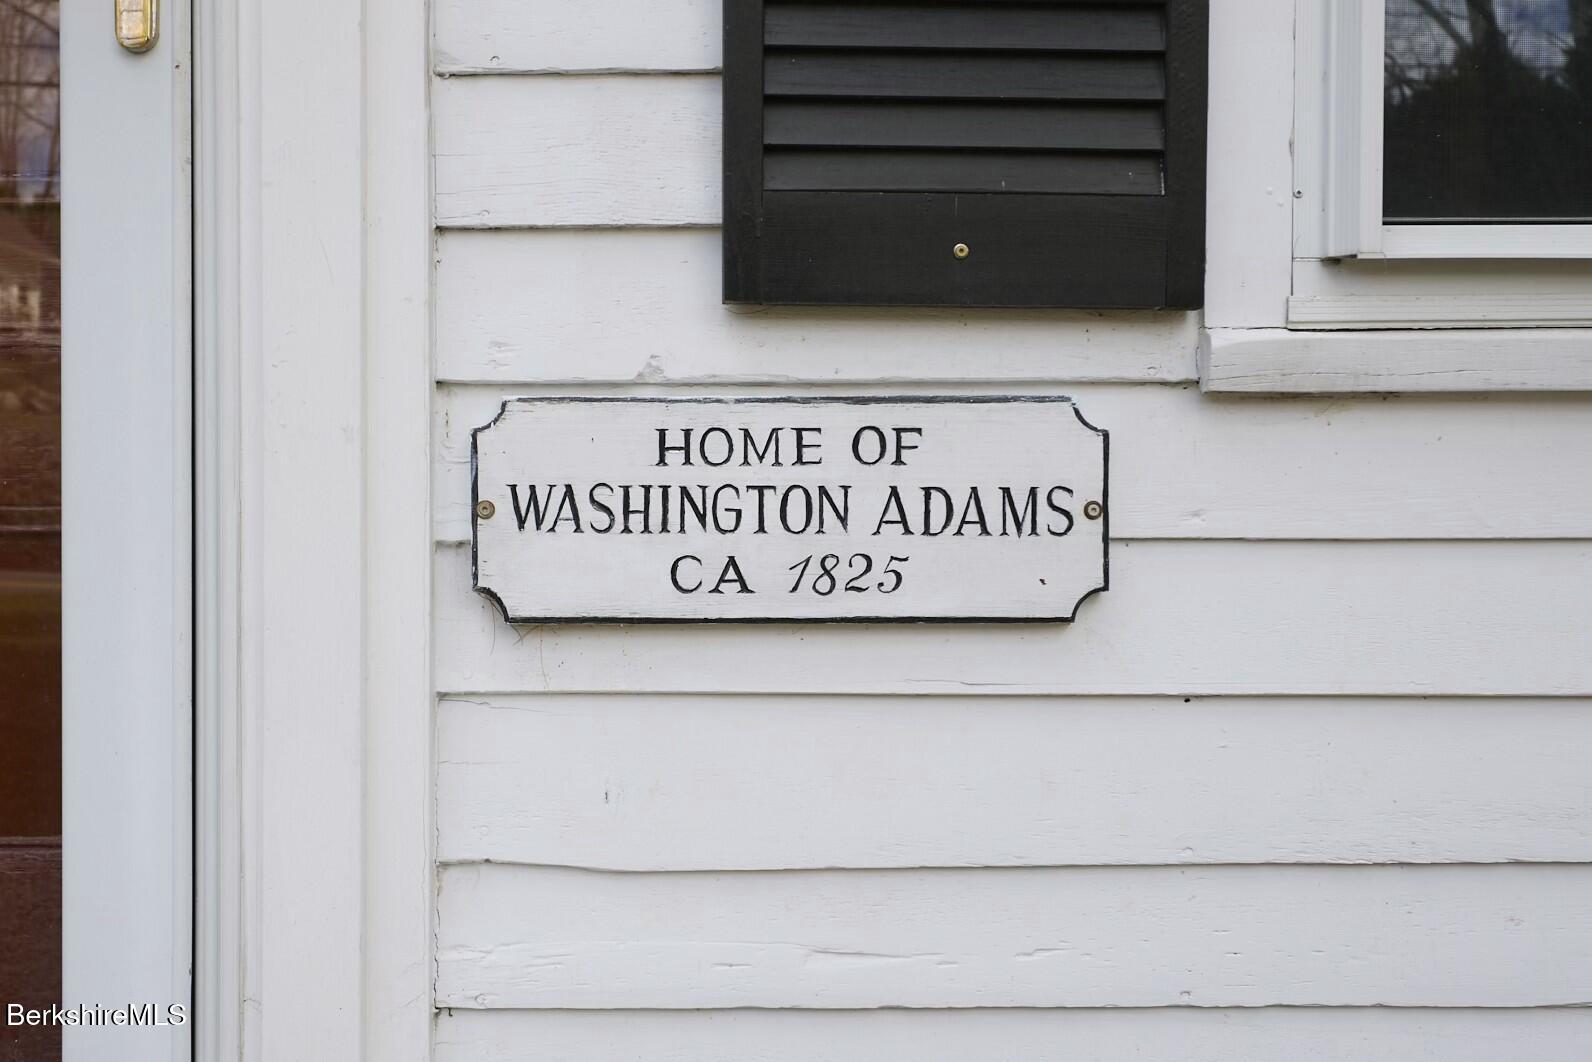 HOME OF
WASHINGTON ADAMS
CA 1825
BerkshireMLS